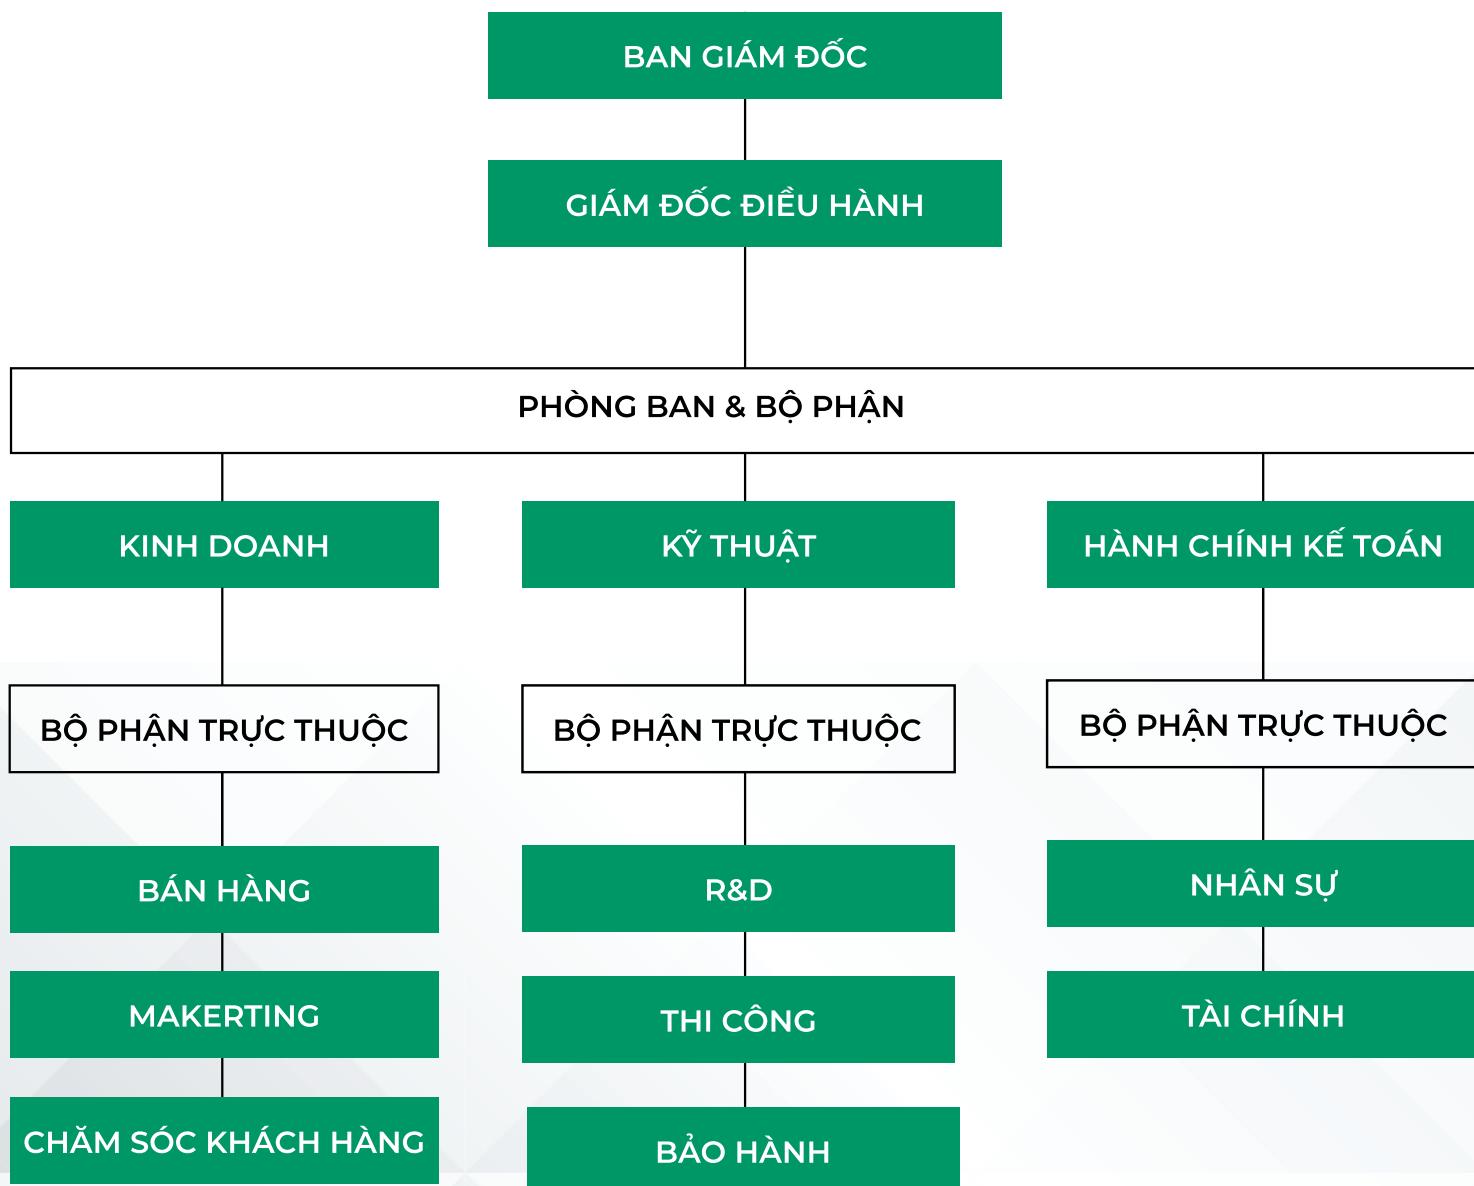 BAN GIÁM ĐỐC
GIÁM ĐỐC ĐIỀU HÀNH
PHÒNG BAN & BỘ PHẬN
KINH DOANH
KỸ THUẬT
HÀNH CHÍNH KẾ TOÁN
BỘ PHẬN TRỰC THUỘC
BỘ PHẬN TRỰC THUỘC
BỘ PHẬN TRỰC THUỘC
BÁN HÀNG
R&D
NHÂN SỰ
MAKERTING
THI CÔNG
TÀI CHÍNH
CHĂM SÓC KHÁCH HÀNG
BẢO HÀNH